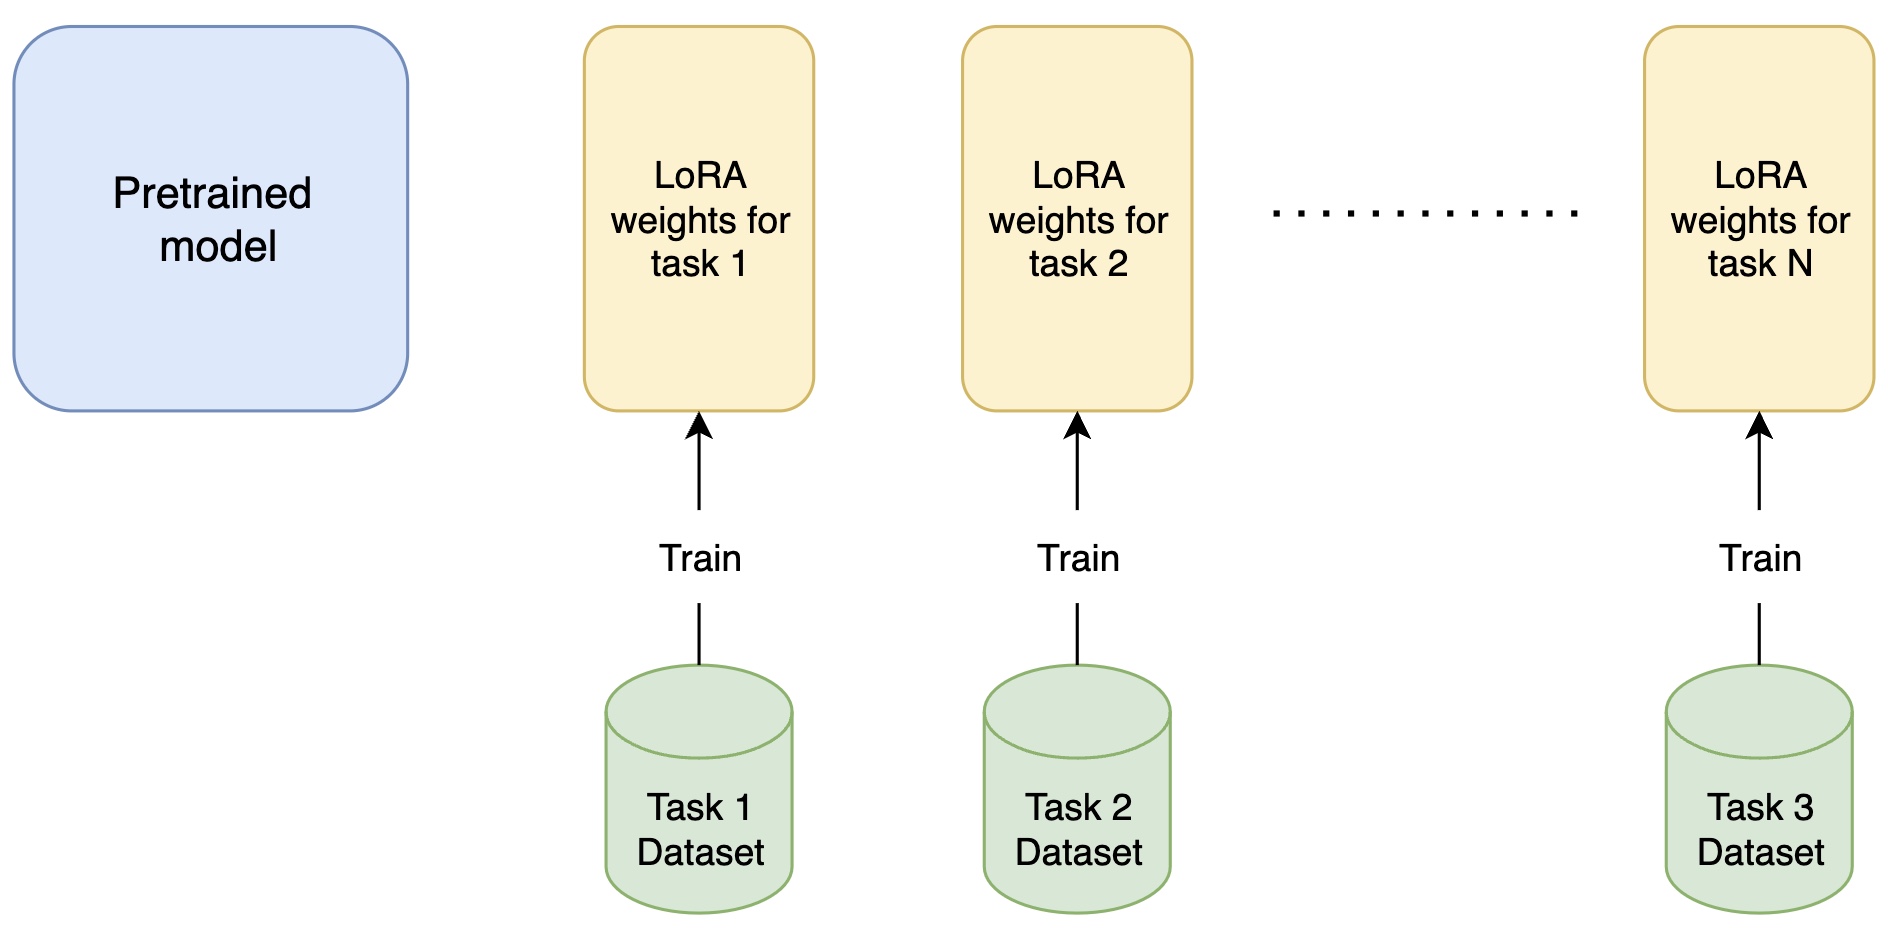 Pretrained
model
LoRA
weights for
task 1
LoRA
weights for
task 2
LoRA
weights for
task N
Train
Train
Train
Task 1
Dataset
Task 2
Dataset
Task 3
Dataset